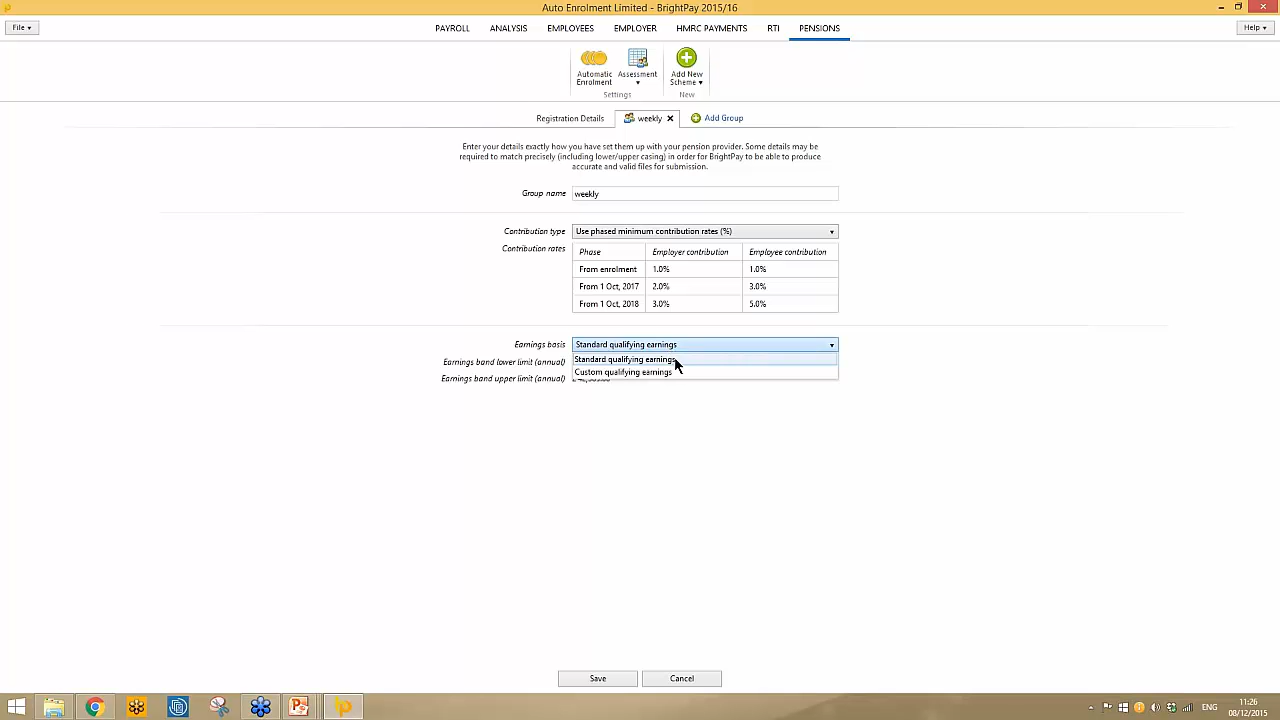 Auto Enrolment Limited - BrightPay 2015/16
File
PAYROLL ANALYSIS EMPLOYEES EMPLOYER HMRC PAYMENTS RTI PENSIONS
Help
Automatic Enrolment
Assessment
Add New Scheme
Settings
New
Registration Details
weekly
Add Group
Enter your details exactly how you have set them up with your pension provider. Some details may be
required to match precisely (including lower/upper casing) in order for BrightPay to be able to produce
accurate and valid files for submission.
Group name weekly
Contribution type Use phased minimum contribution rates (%)
Contribution rates
Phase Employer contribution Employee contribution
From enrolment 1.0% 1.0%
From 1 Oct, 2017 2.0% 3.0%
From 1 Oct, 2018 3.0% 5.0%
Earnings basis Standard qualifying earnings
Standard qualifying earnings
Earnings band lower limit (annual)
Custom qualifying earnings
Earnings band upper limit (annual)
Save Cancel
ENG
11:26
08/12/2015